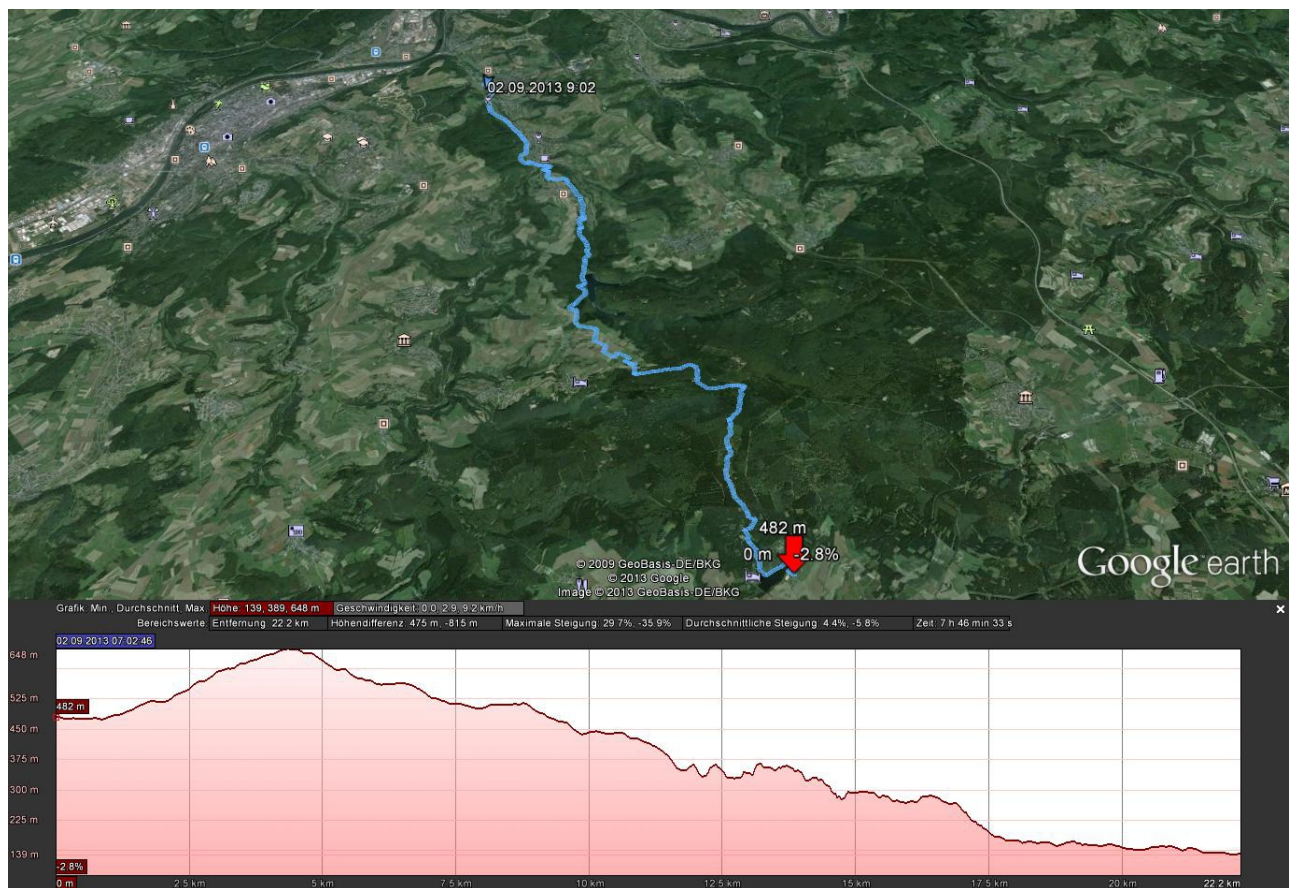 02.09.2013 9:02
482 m
0 m -2.8%
© 2009 GeoBasis-DE/BKG
© 2013 Google
Image © 2013 GeoBasis-DE/BKG
Google earth
Grafik: Min., Durchschnitt, Max. Höhe: 139, 389, 648 m Geschwindigkeit: 0.0, 2.9, 9.2 km/h
Bereichswerte: Entfernung: 22.2 km Höhendifferenz: 475 m, -815 m Maximale Steigung: 29.7%, -35.9% Durchschnittliche Steigung: 4.4%, -5.8% Zeit: 7 h 46 min 33 s
02.09.2013 07:02:46
648 m
525 m
482 m
450 m
375 m
300 m
225 m
139 m
-2.8%
0 m 2.5 km 5 km 7.5 km 10 km 12.5 km 15 km 17.5 km 20 km 22.2 km